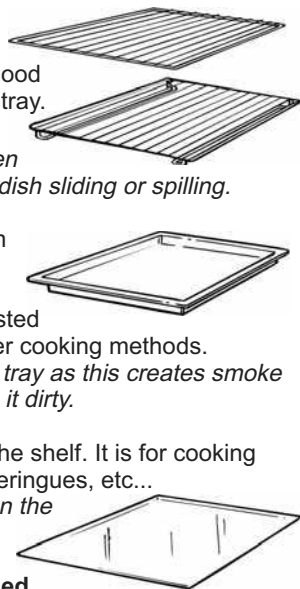 ood
tray.
en
dish sliding or spilling.
n
sted
er cooking methods.
tray as this creates smoke
it dirty.
he shelf. It is for cooking
eringues, etc...
n the
ed